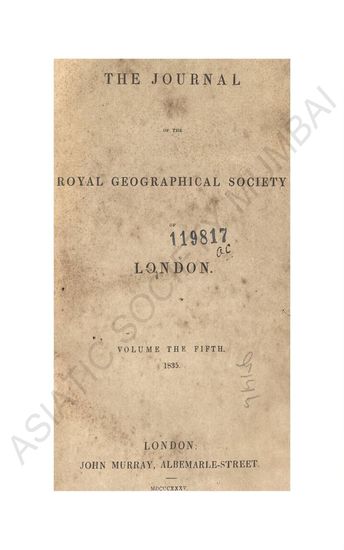 THE JOURNAL
OF THE
ROYAL GEOGRAPHICAL SOCIETY
OF
119817
ac
LONDON.
VOLUME THE FIFTH.
1835.
LONDON:
JOHN MURRAY, ALBEMARLE-STREET.
MDCCCXXXV.
ASIATIC SOCIETY MUMBAI